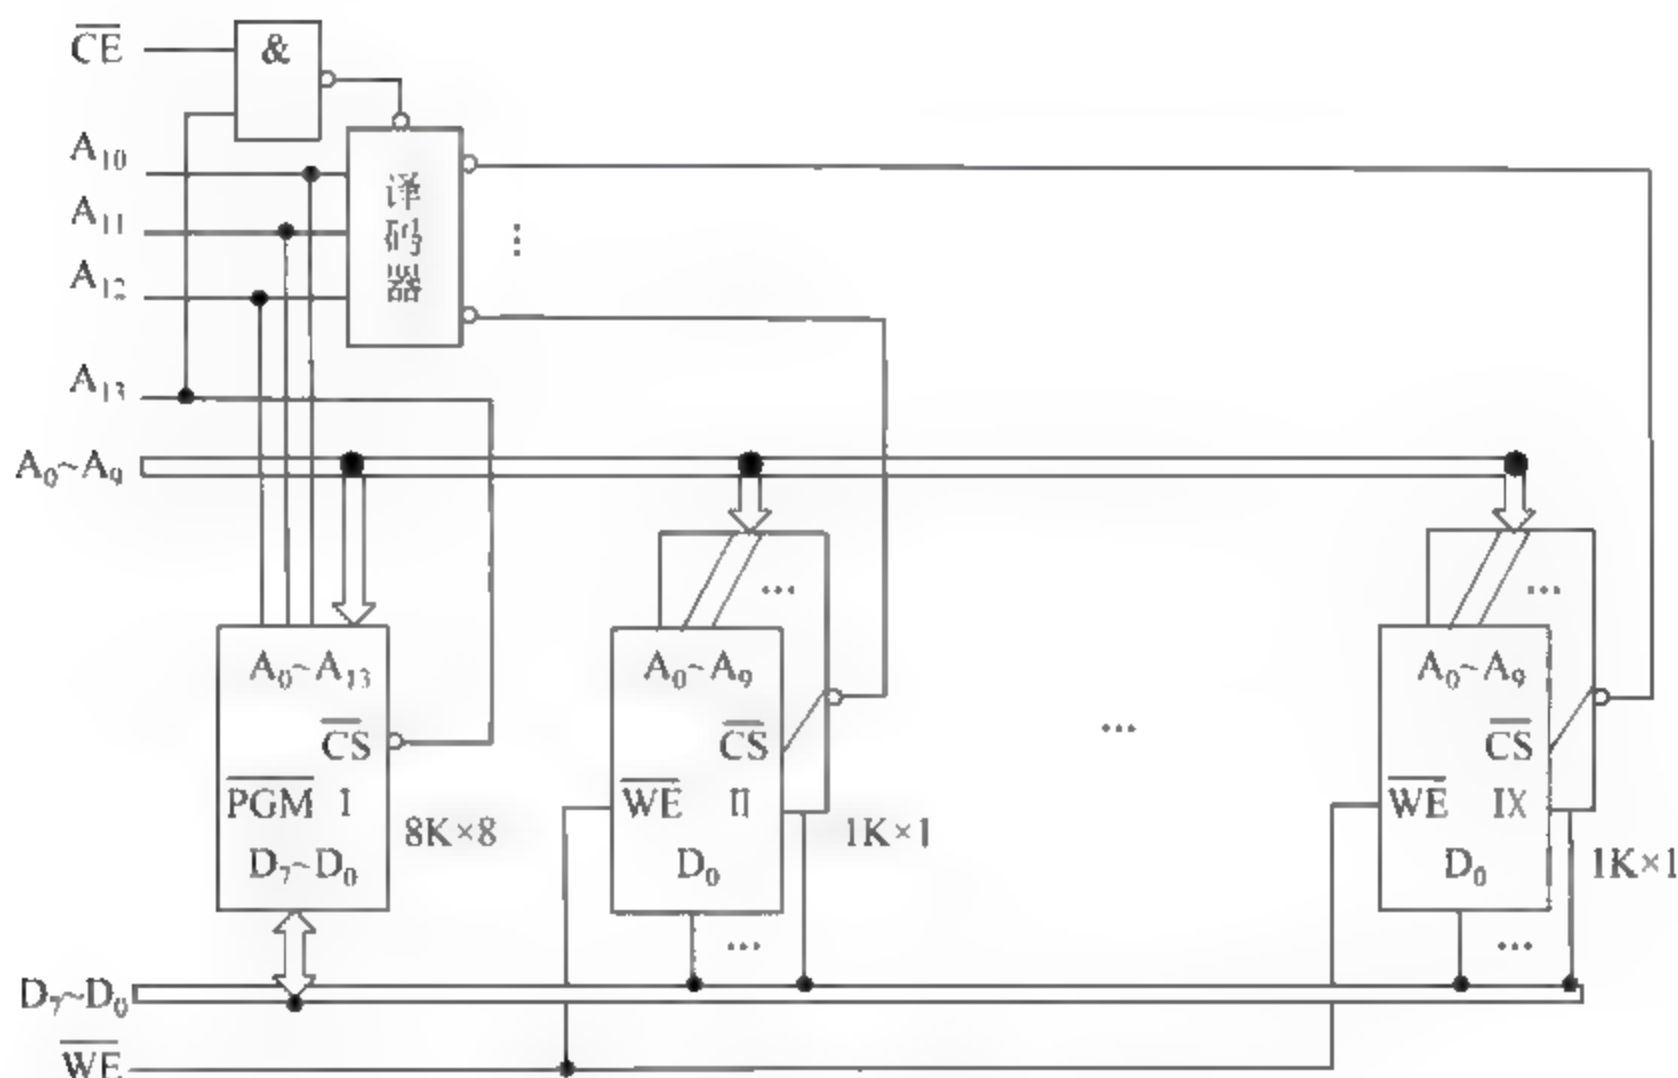 CE
&
A10
A11
A12
A13
译码器
⋮
A0~A9
A0~A13
CS
PGM I
D7~D0
8K×8
…
A0~A9
CS
WE II
D0
1K×1
…
…
…
A0~A9
CS
WE IX
D0
1K×1
…
D7~D0
WE